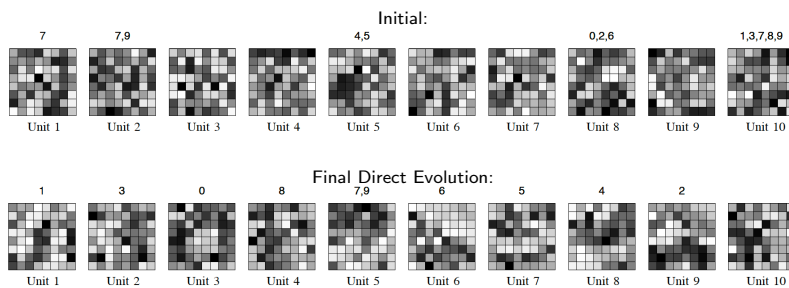 Initial:
7 7,9 4,5 0,2,6 1,3,7,8,9
Unit 1 Unit 2 Unit 3 Unit 4 Unit 5 Unit 6 Unit 7 Unit 8 Unit 9 Unit 10
Final Direct Evolution:
1 3 0 8 7,9 6 5 4 2
Unit 1 Unit 2 Unit 3 Unit 4 Unit 5 Unit 6 Unit 7 Unit 8 Unit 9 Unit 10